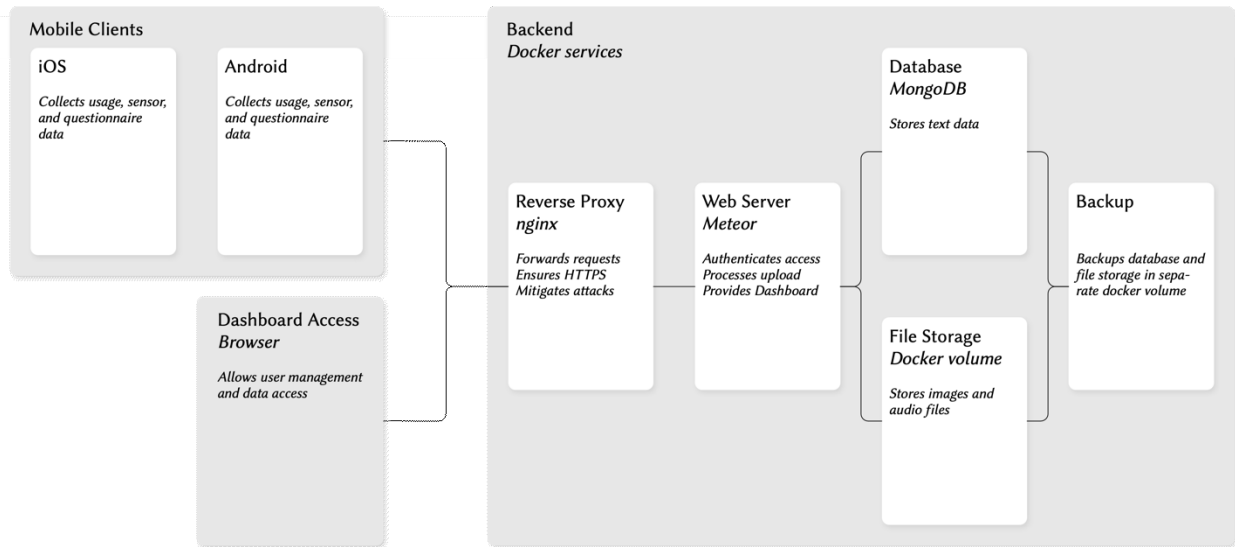 Mobile Clients
iOS
Collects usage, sensor,
and questionnaire
data
Android
Collects usage, sensor,
and questionnaire
data
Dashboard Access
Browser
Allows user management
and data access
Backend
Docker services
Reverse Proxy
nginx
Forwards requests
Ensures HTTPS
Mitigates attacks
Web Server
Meteor
Authenticates access
Processes upload
Provides Dashboard
Database
MongoDB
Stores text data
File Storage
Docker volume
Stores images and
audio files
Backup
Backups database and
file storage in sepa-
rate docker volume